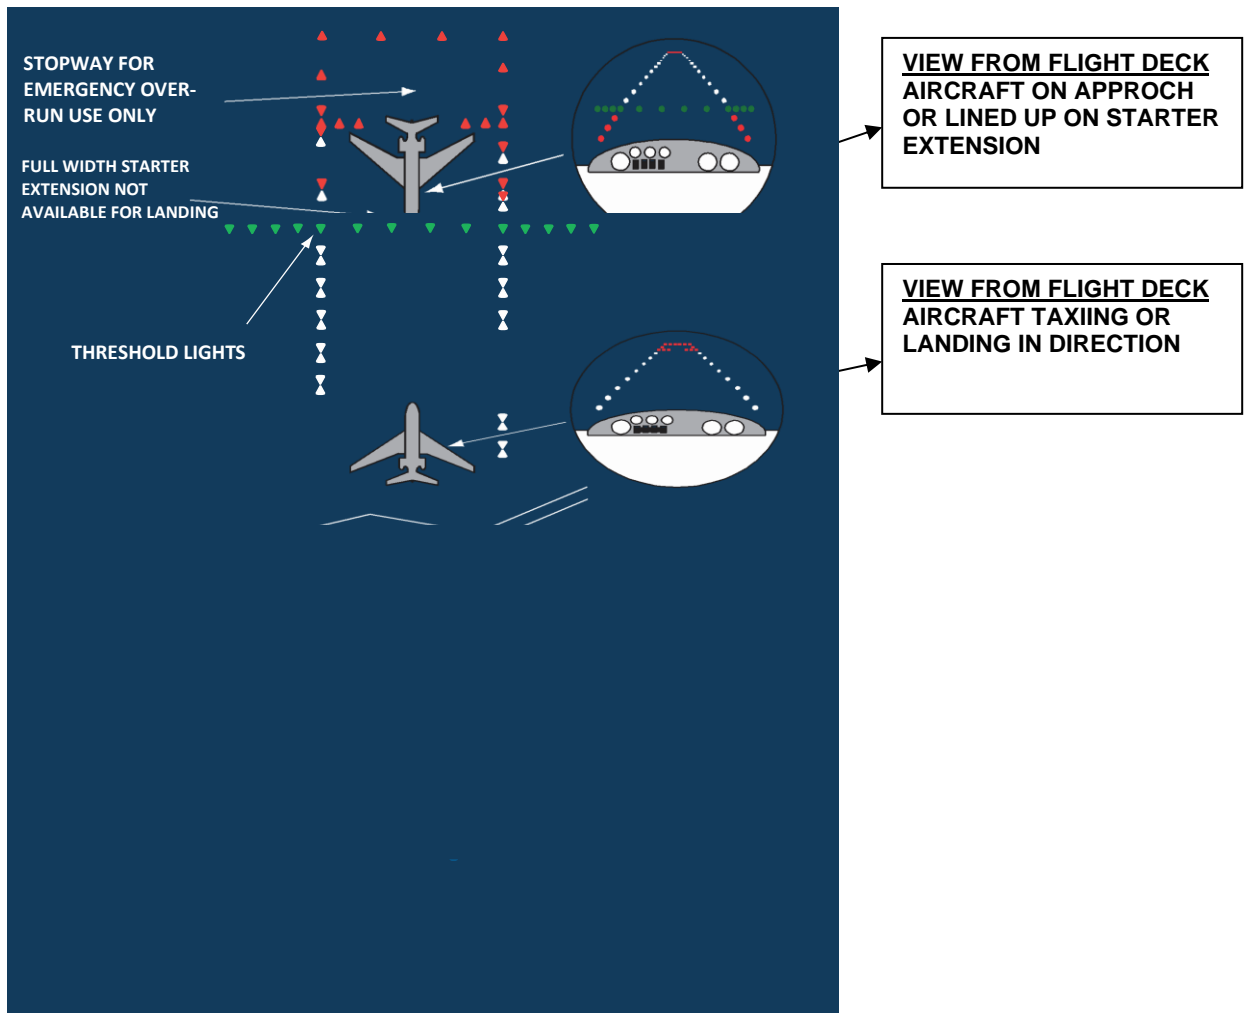 STOPWAY FOR
EMERGENCY OVER-
RUN USE ONLY
FULL WIDTH STARTER
EXTENSION NOT
AVAILABLE FOR LANDING
THRESHOLD LIGHTS
VIEW FROM FLIGHT DECK
AIRCRAFT ON APPROCH
OR LINED UP ON STARTER
EXTENSION
VIEW FROM FLIGHT DECK
AIRCRAFT TAXIING OR
LANDING IN DIRECTION